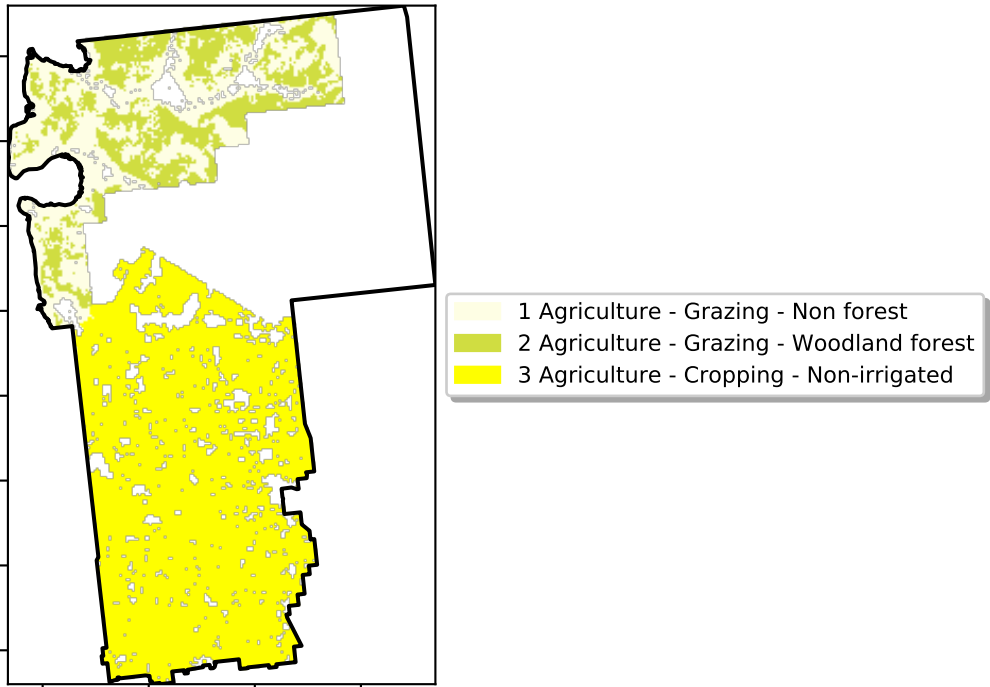 1 Agriculture - Grazing - Non forest
2 Agriculture - Grazing - Woodland forest
3 Agriculture - Cropping - Non-irrigated